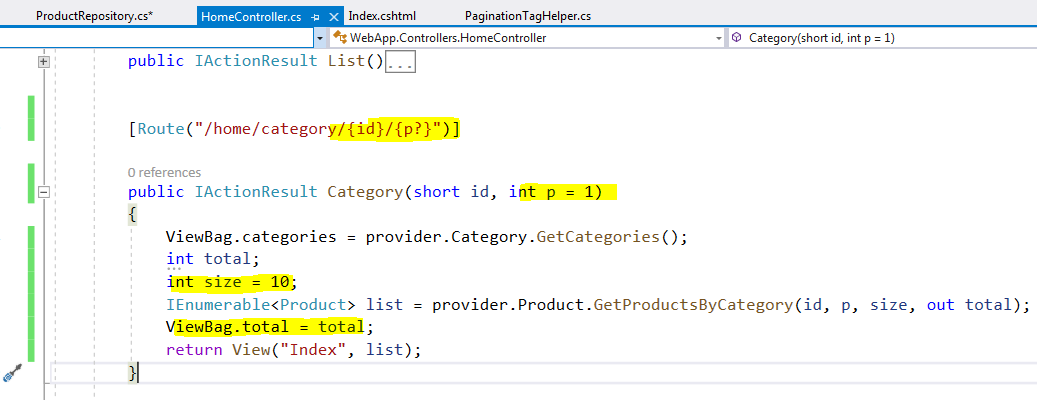 ProductRepository.cs* HomeController.cs Index.cshtml PaginationTagHelper.cs
WebApp.Controllers.HomeController Category(short id, int p = 1)
public IActionResult List()...
[Route("/home/category/{id}/{p?}")]
0 references
public IActionResult Category(short id, int p = 1)
{
ViewBag.categories = provider.Category.GetCategories();
int total;
int size = 10;
IEnumerable<Product> list = provider.Product.GetProductsByCategory(id, p, size, out total);
ViewBag.total = total;
return View("Index", list);
}